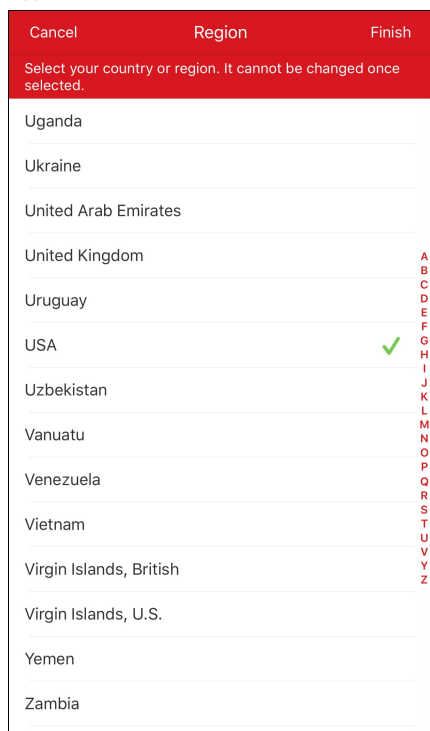 Cancel Region Finish
Select your country or region. It cannot be changed once
selected.
Uganda
Ukraine
United Arab Emirates
United Kingdom
Uruguay
USA
Uzbekistan
Vanuatu
Venezuela
Vietnam
Virgin Islands, British
Virgin Islands, U.S.
Yemen
Zambia
A
B
C
D
E
F
G
H
I
J
K
L
M
N
O
P
Q
R
S
T
U
V
Y
Z